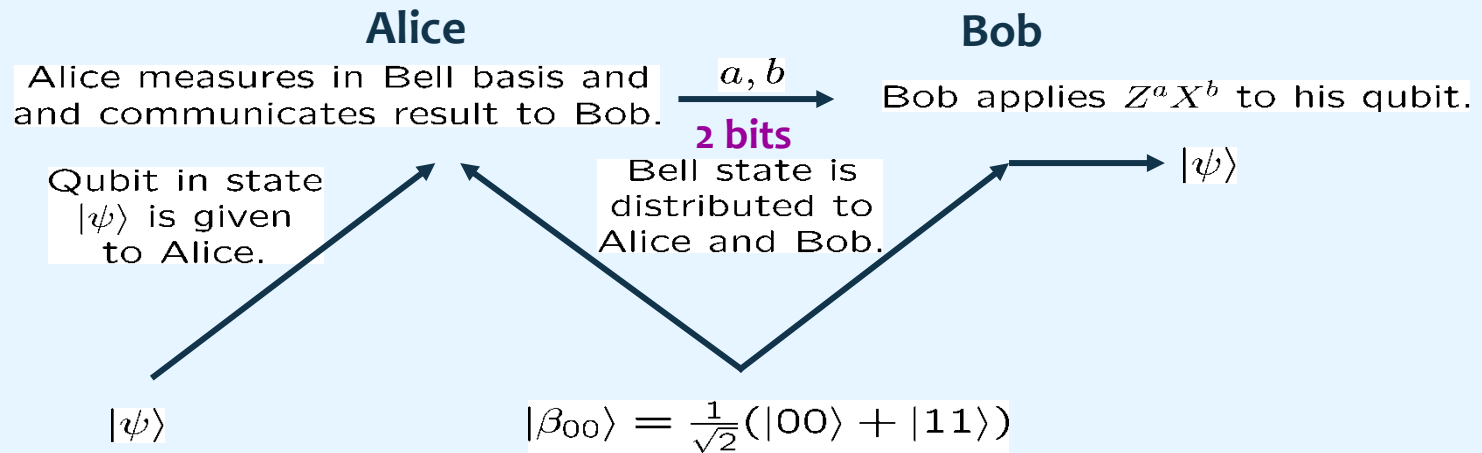 Alice
Bob
Alice measures in Bell basis and
and communicates result to Bob.
a, b
2 bits
Bob applies Z^a X^b to his qubit.
Qubit in state
|ψ⟩ is given
to Alice.
Bell state is
distributed to
Alice and Bob.
|ψ⟩
|ψ⟩
|β₀₀⟩ = 1/√2 (|00⟩ + |11⟩)